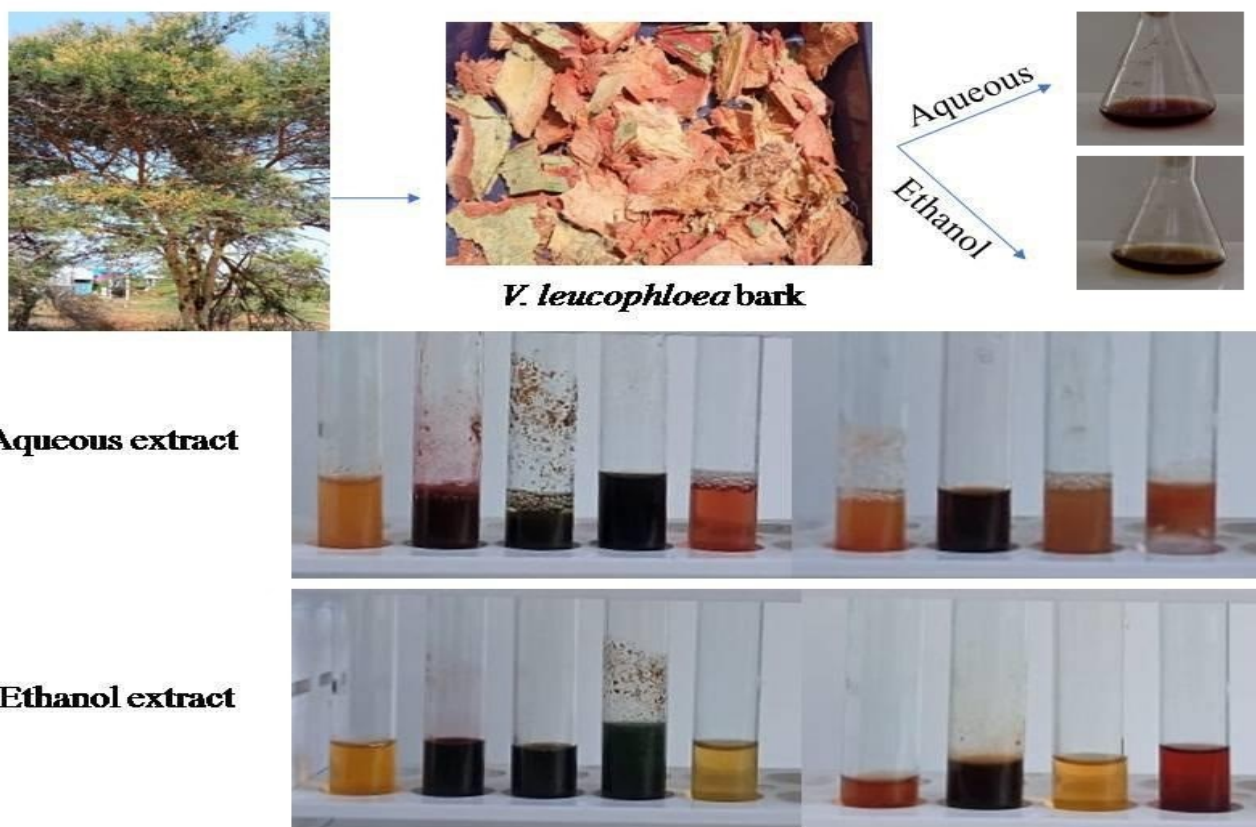 Aqueous
Ethanol
V. leucophloea bark
Aqueous extract
Ethanol extract